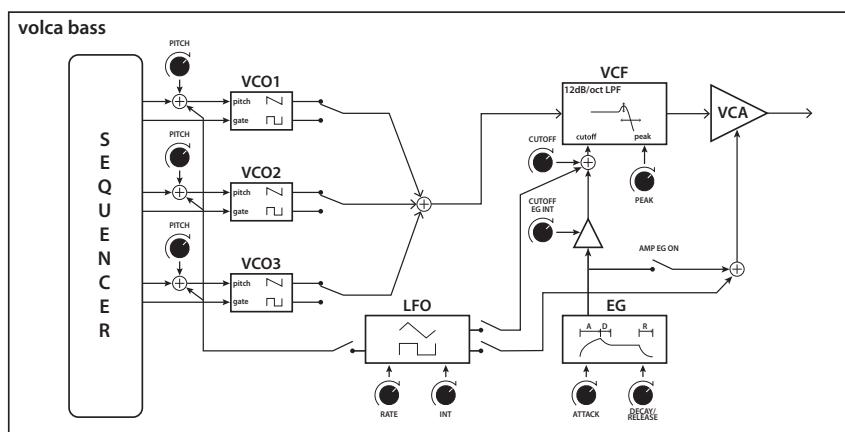 volca bass
SEQUENCER
PITCH
VCO1
pitch
gate
PITCH
VCO2
pitch
gate
PITCH
VCO3
pitch
gate
LFO
RATE
INT
VCF
12dB/oct LPF
cutoff
peak
CUTOFF
PEAK
CUTOFF
EG INT
VCA
AMP EG ON
EG
A
D
R
ATTACK
DECAY/
RELEASE